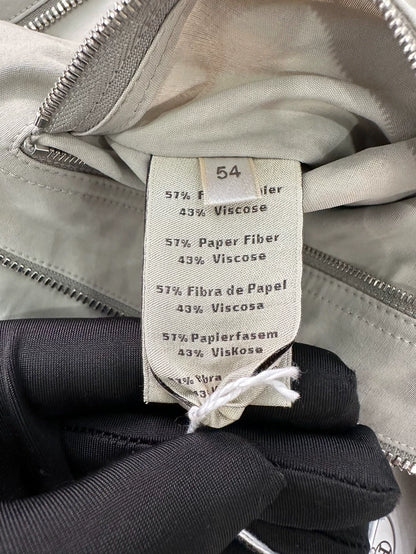 54
57%
43% Viscose
57% Paper Fiber
43% Viscose
57% Fibra de Papel
43% Viscosa
57% Papierfasem
43% Viskose